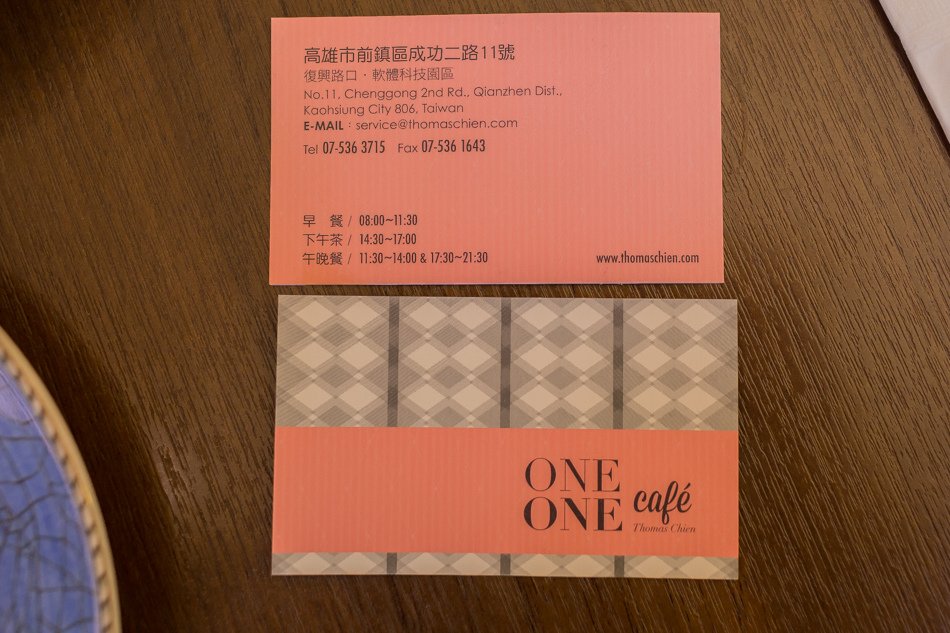 高雄市前鎮區成功二路11號
復興路口・軟體科技園區
No.11, Chenggong 2nd Rd., Qianzhen Dist.,
Kaohsiung City 806, Taiwan
E-MAIL：service@thomaschien.com
Tel 07-536 3715 Fax 07-536 1643
早 餐 / 08:00~11:30
下午茶 / 14:30~17:00
午晚餐 / 11:30~14:00 & 17:30~21:30
www.thomaschien.com
ONE
ONE café
Thomas Chien